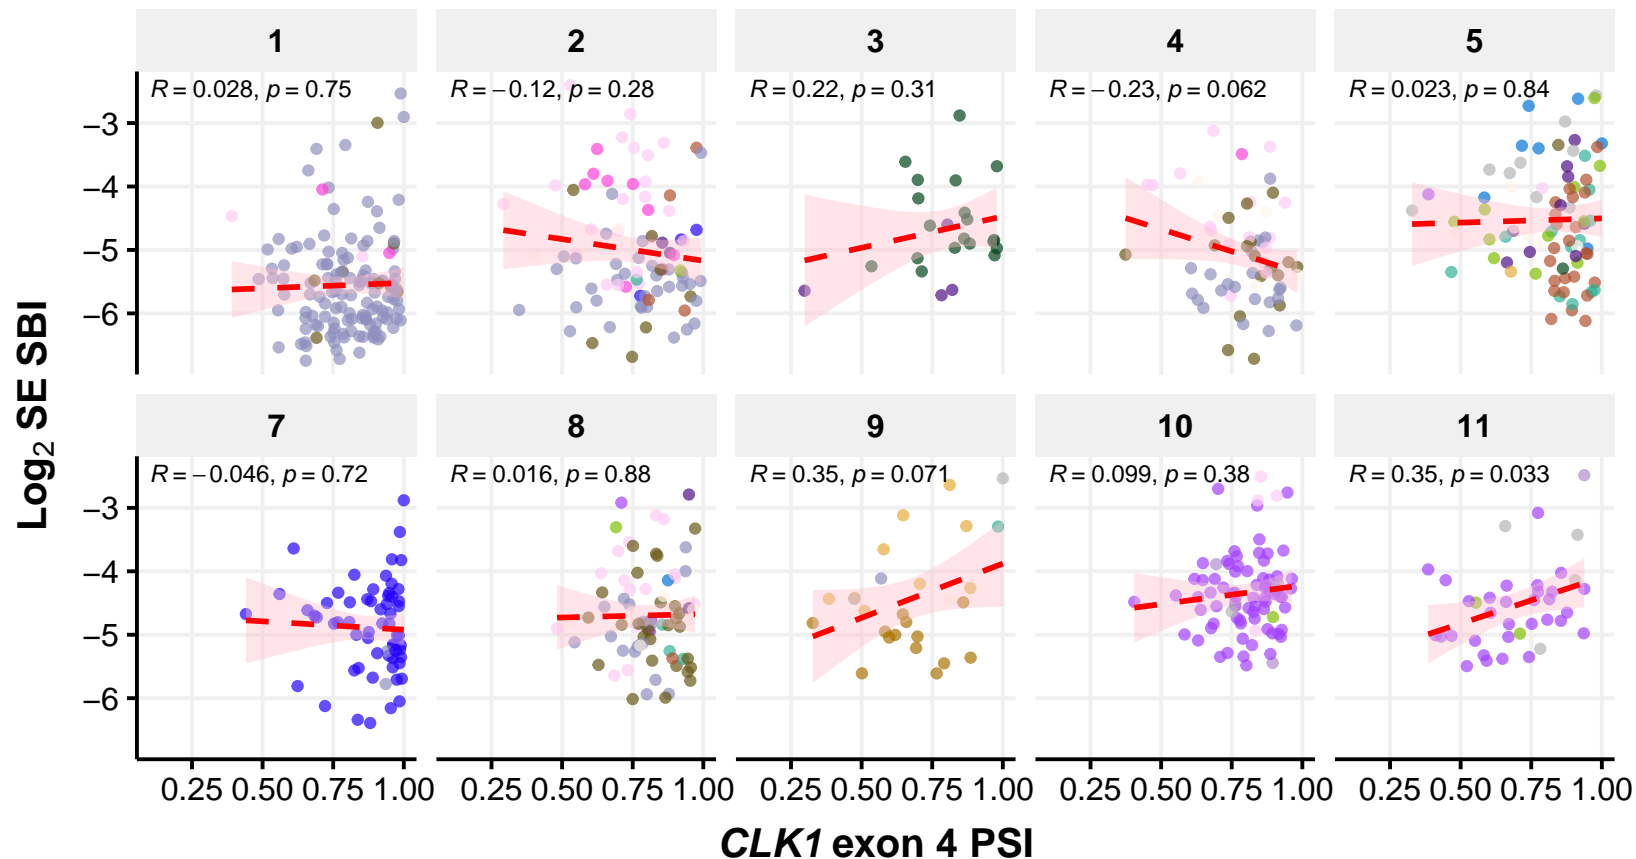 1 2 3 4 5
R = 0.028, p = 0.75 R = −0.12, p = 0.28 R = 0.22, p = 0.31 R = −0.23, p = 0.062 R = 0.023, p = 0.84
−3
−4
−5
−6
7 8 9 10 11
R = −0.046, p = 0.72 R = 0.016, p = 0.88 R = 0.35, p = 0.071 R = 0.099, p = 0.38 R = 0.35, p = 0.033
−3
−4
−5
−6
0.25 0.50 0.75 1.00 0.25 0.50 0.75 1.00 0.25 0.50 0.75 1.00 0.25 0.50 0.75 1.00 0.25 0.50 0.75 1.00
CLK1 exon 4 PSI
Log₂ SE SBI